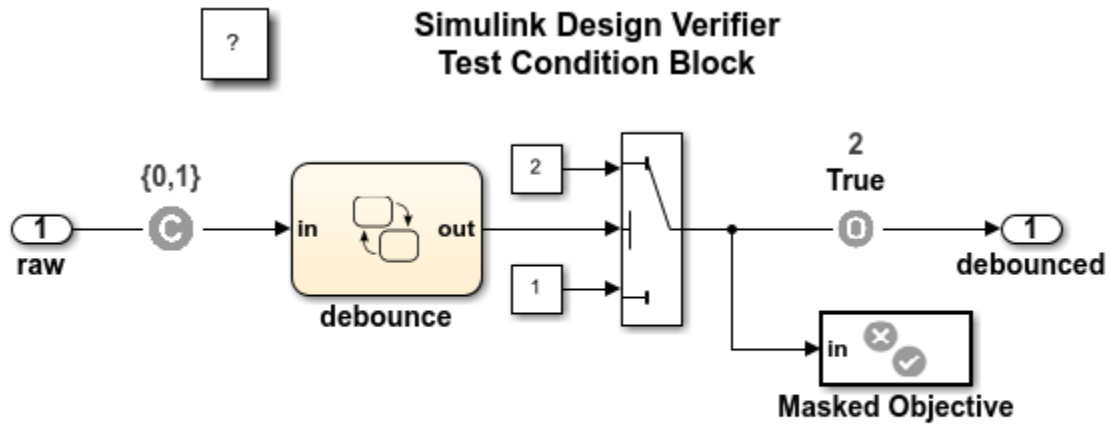 ?
Simulink Design Verifier
Test Condition Block
{0,1}
C
1
raw
in
out
debounce
2
1
2
True
O
1
debounced
in
Masked Objective